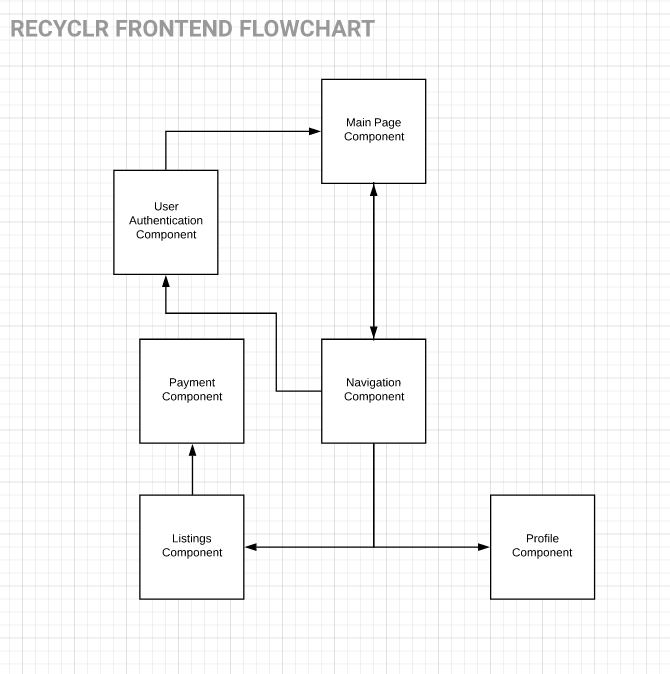 RECYCLR FRONTEND FLOWCHART
Main Page
Component
User
Authentication
Component
Payment
Component
Navigation
Component
Listings
Component
Profile
Component